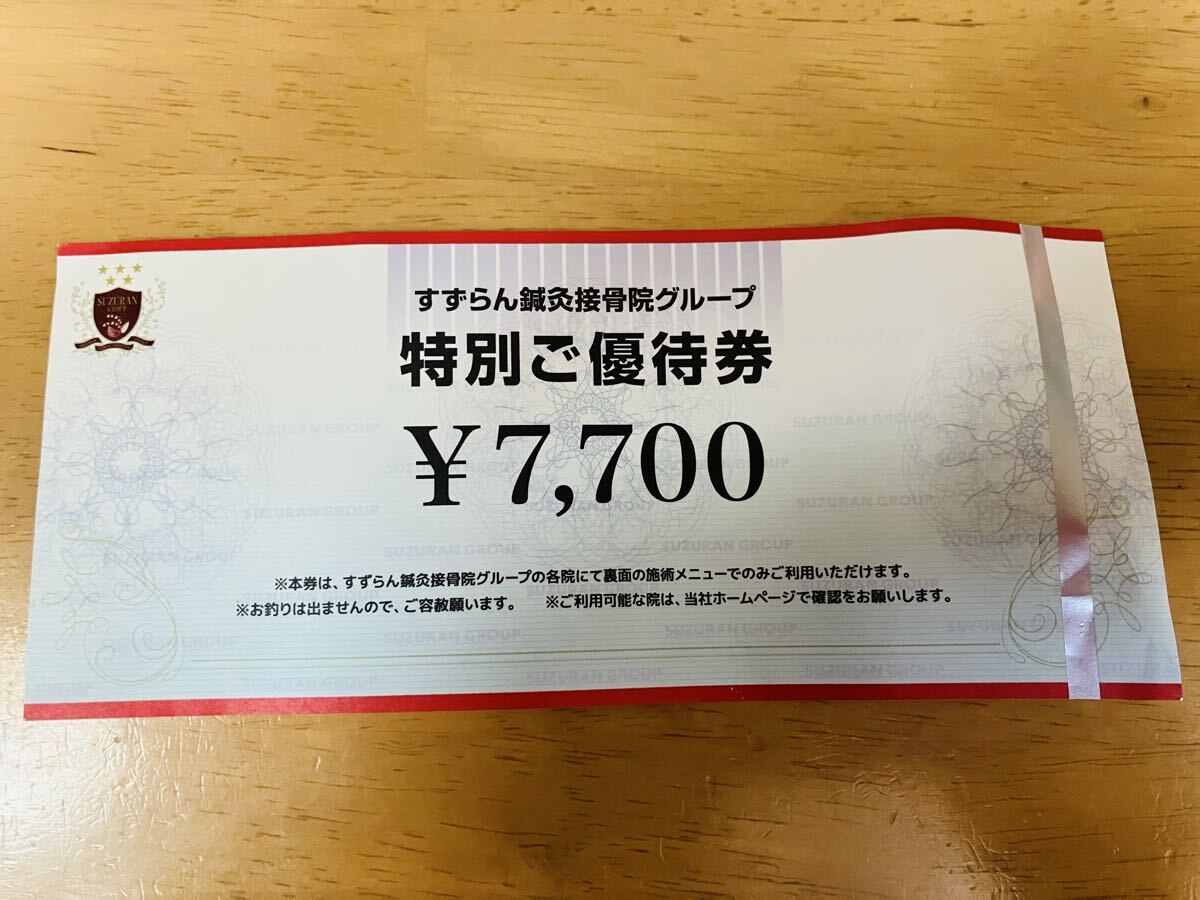 SUZURAN
GROUP
すずらん鍼灸接骨院グループ
特別ご優待券
¥7,700
SUZURAN GROUP
※本券は、すずらん鍼灸接骨院グループの各院にて裏面の施術メニューでのみご利用いただけます。
※お釣りは出ませんので、ご容赦願います。 ※ご利用可能な院は、当社ホームページで確認をお願いします。